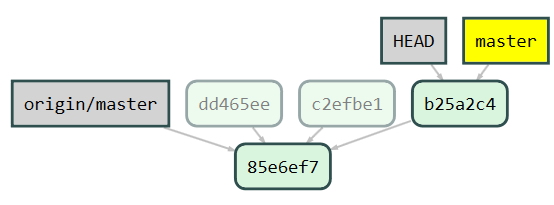 HEAD master
origin/master dd465ee c2efbe1 b25a2c4
85e6ef7